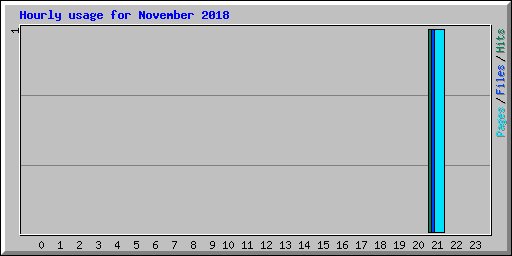 Hourly usage for November 2018
1
Pages/Files/Hits
0 1 2 3 4 5 6 7 8 9 10 11 12 13 14 15 16 17 18 19 20 21 22 23